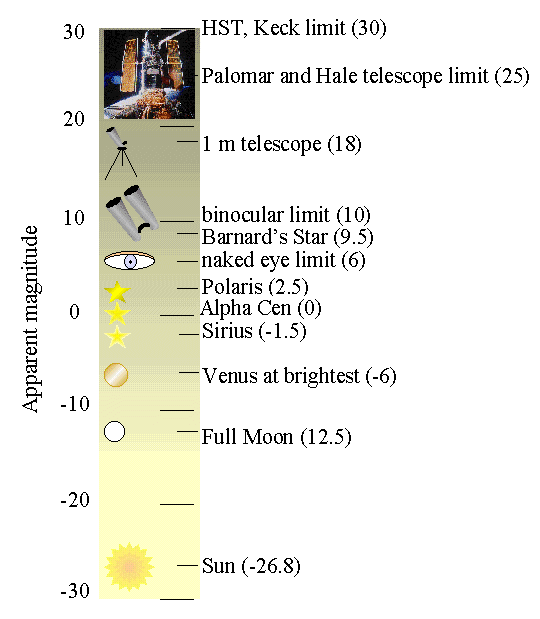 30
HST, Keck limit (30)
Palomar and Hale telescope limit (25)
20
1 m telescope (18)
10
binocular limit (10)
Barnard's Star (9.5)
naked eye limit (6)
Polaris (2.5)
0
Alpha Cen (0)
Sirius (-1.5)
Apparent magnitude
Venus at brightest (-6)
-10
Full Moon (12.5)
-20
Sun (-26.8)
-30